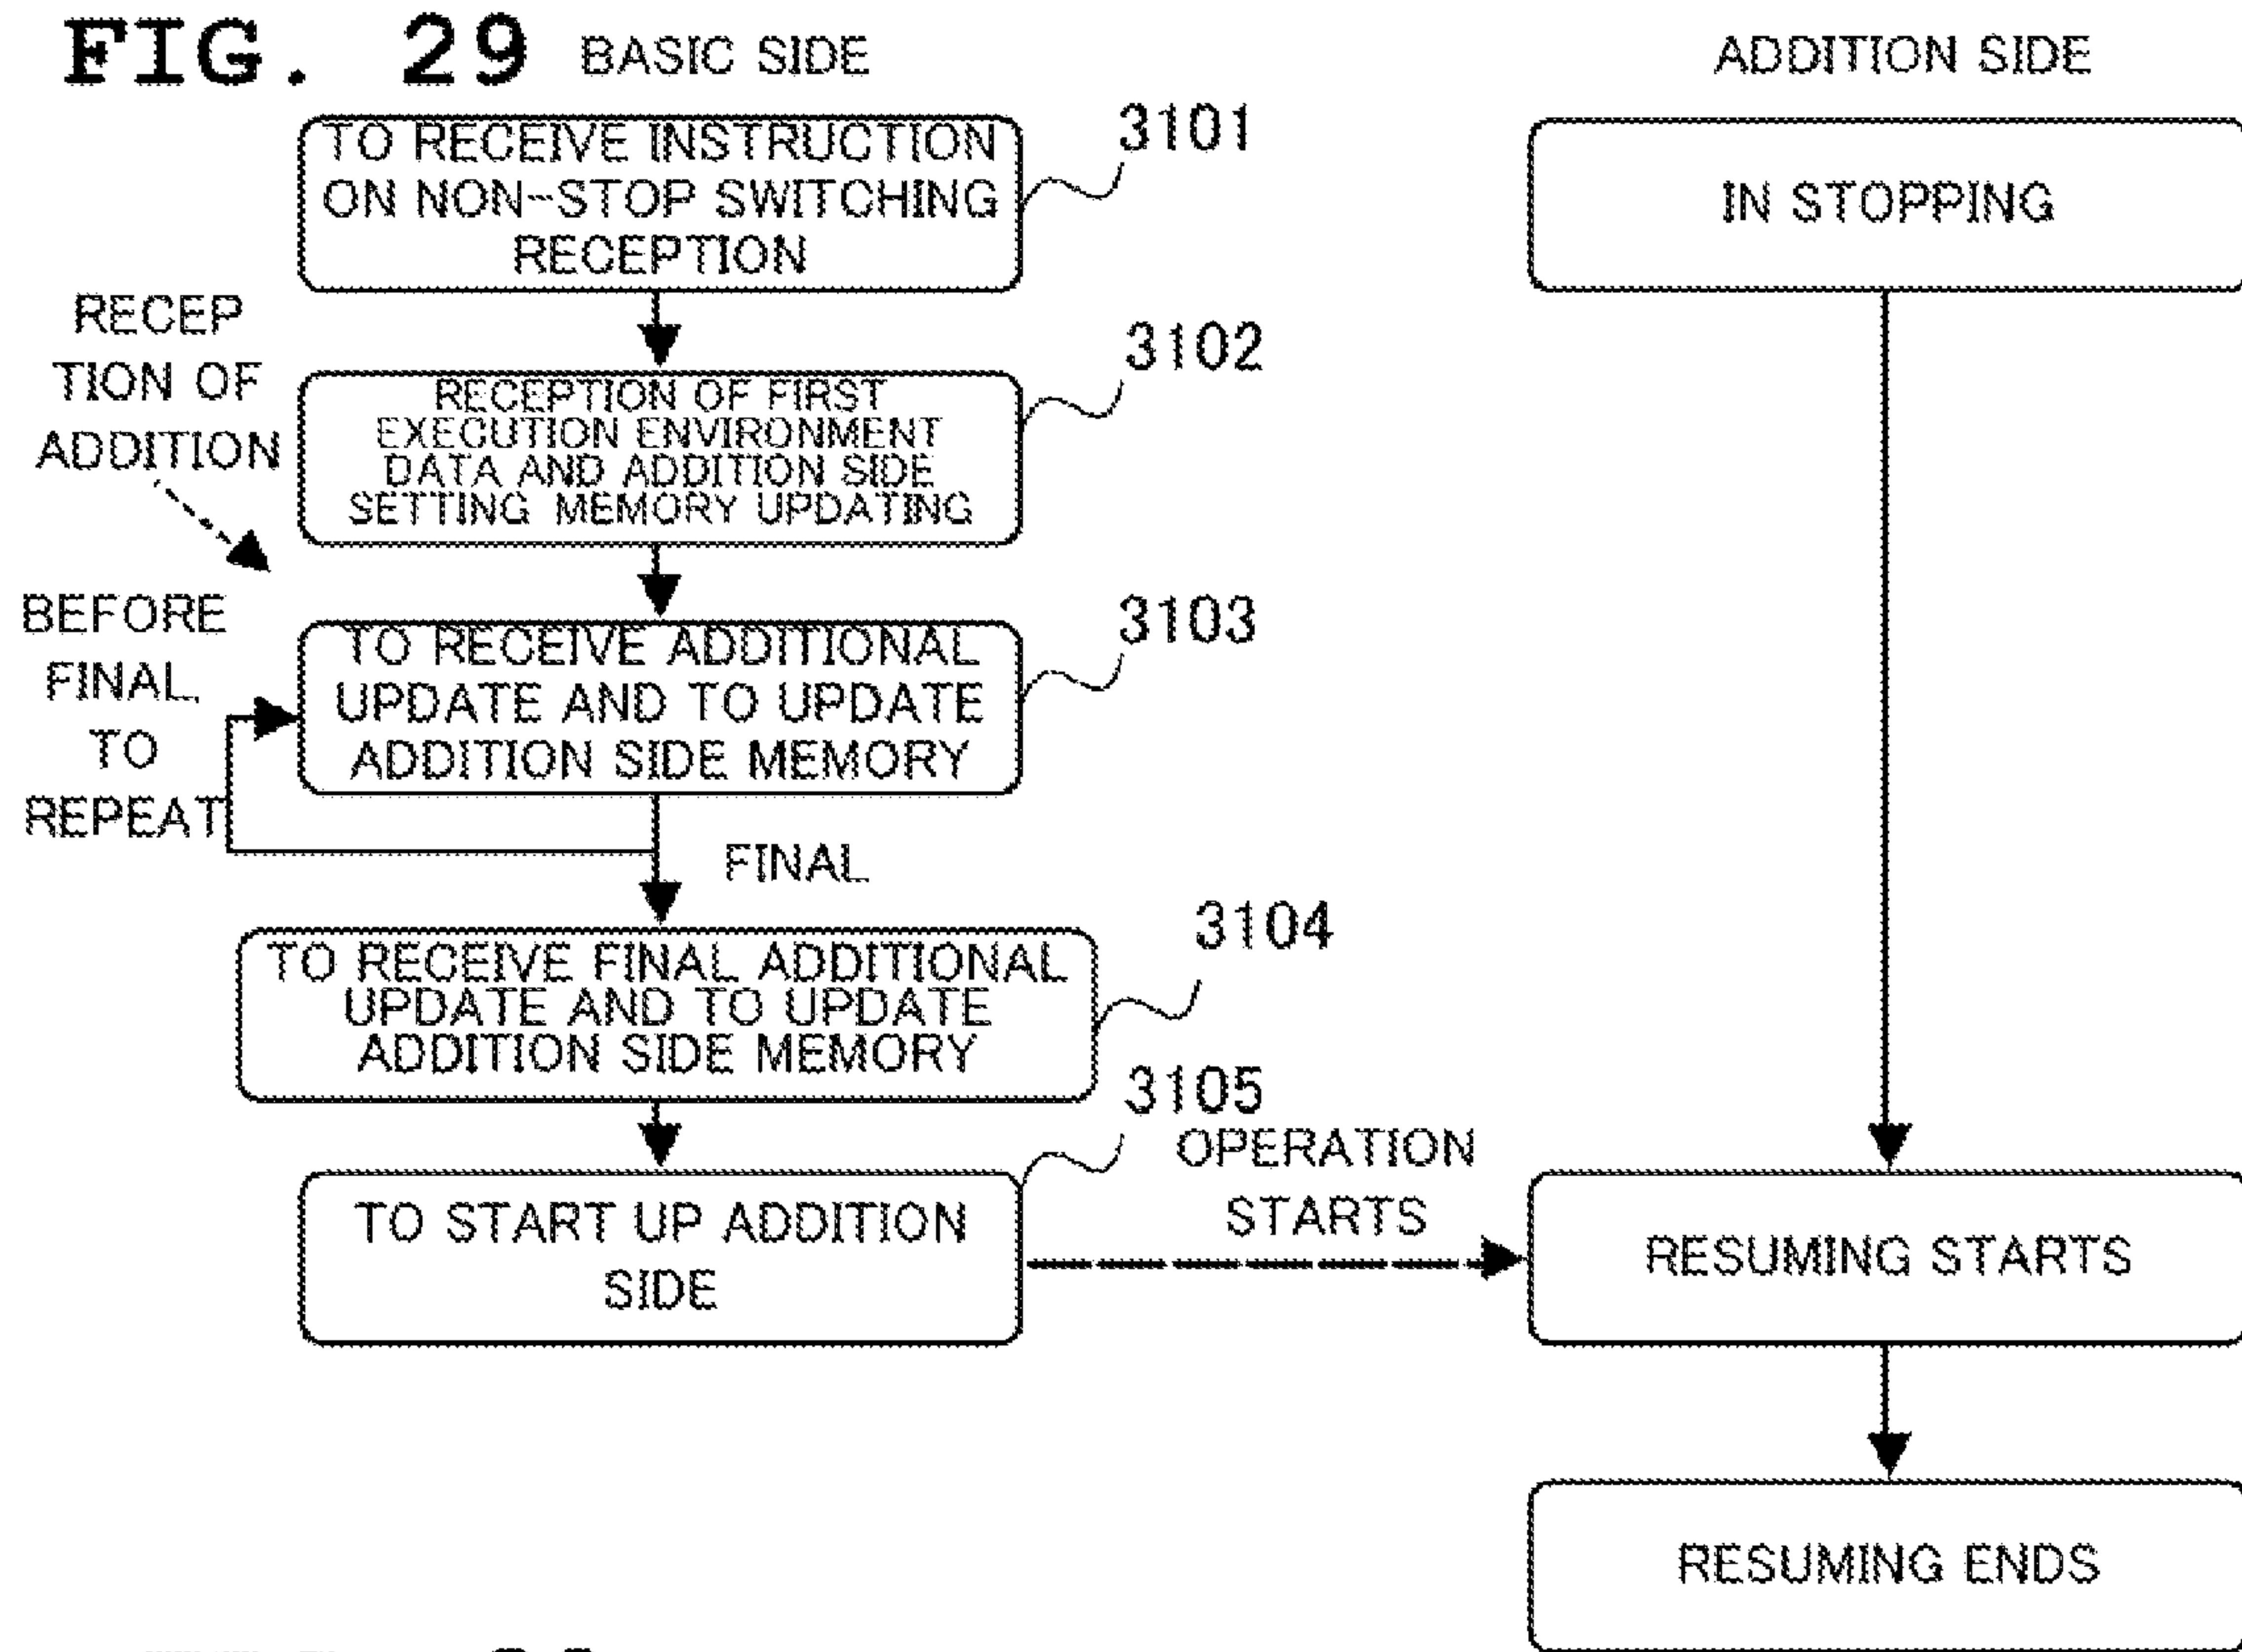 FIG. 29
BASIC SIDE
ADDITION SIDE
TO RECEIVE INSTRUCTION
ON NON-STOP SWITCHING
RECEPTION
3101
IN STOPPING
RECEP
TION OF
ADDITION
RECEPTION OF FIRST
EXECUTION ENVIRONMENT
DATA AND ADDITION SIDE
SETTING MEMORY UPDATING
3102
BEFORE
FINAL,
TO
REPEAT
TO RECEIVE ADDITIONAL
UPDATE AND TO UPDATE
ADDITION SIDE MEMORY
3103
FINAL
TO RECEIVE FINAL ADDITIONAL
UPDATE AND TO UPDATE
ADDITION SIDE MEMORY
3104
TO START UP ADDITION
SIDE
3105
OPERATION
STARTS
RESUMING STARTS
RESUMING ENDS